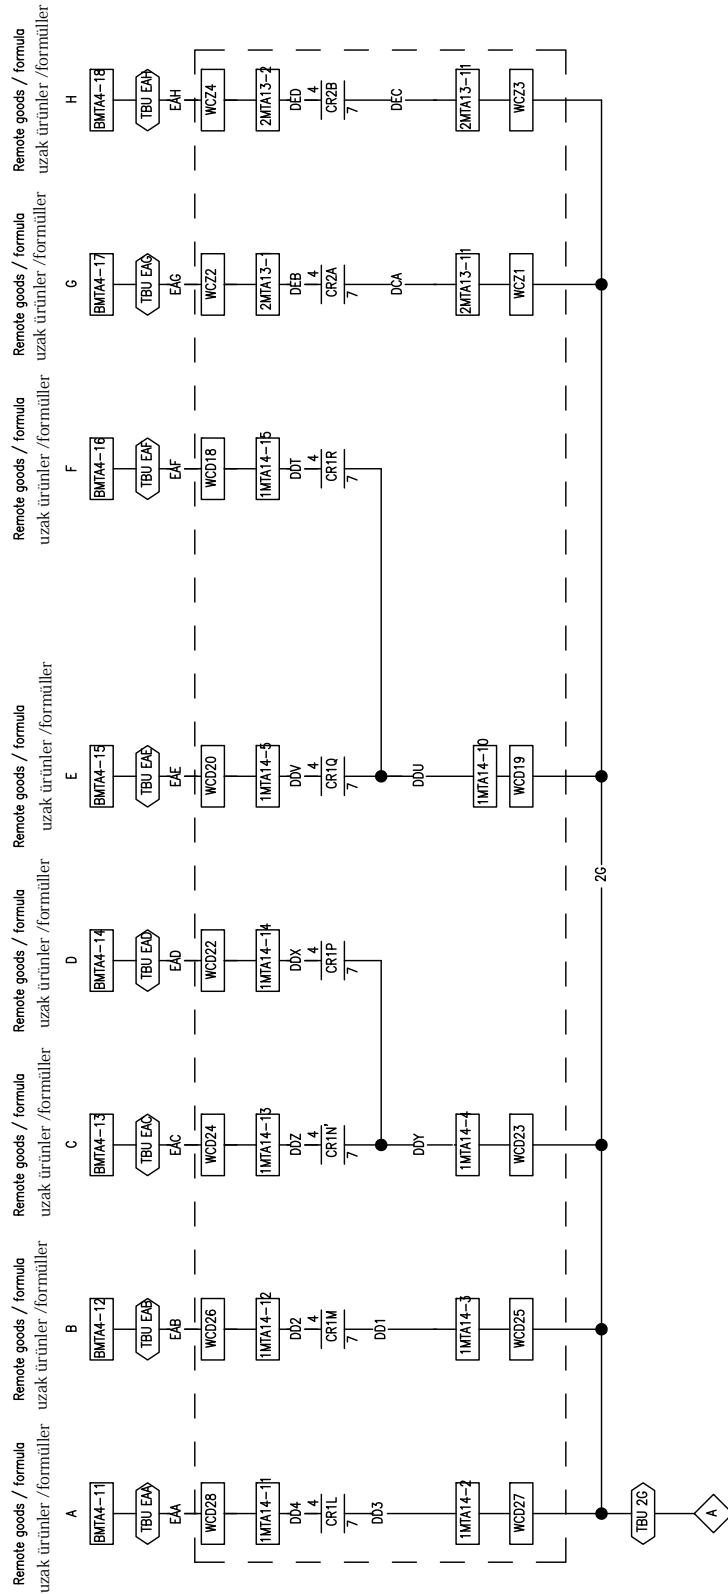 Remote goods / formula
uzak ürünler /formüller
A
BMTA4-11
TBU EAA
EAA
WCD28
1MTA14-11
DD4
4
CR1L
7
DD3
1MTA14-2
WCD27
TBU 2G
A
Remote goods / formula
uzak ürünler /formüller
B
BMTA4-12
TBU EAB
EAB
WCD26
1MTA14-12
DD2
4
CR1M
7
DD1
1MTA14-3
WCD25
Remote goods / formula
uzak ürünler /formüller
C
BMTA4-13
TBU EAC
EAC
WCD24
1MTA14-13
DDZ
4
CR1N'
7
DDY
1MTA14-4
WCD23
Remote goods / formula
uzak ürünler /formüller
D
BMTA4-14
TBU EAD
EAD
WCD22
1MTA14-14
DDX
4
CR1P
7
2G
Remote goods / formula
uzak ürünler /formüller
E
BMTA4-15
TBU EAE
EAE
WCD20
1MTA14-5
DDV
4
CR1Q
7
DDU
1MTA14-10
WCD19
Remote goods / formula
uzak ürünler /formüller
F
BMTA4-16
TBU EAF
EAF
WCD18
1MTA14-15
DDT
4
CR1R
7
Remote goods / formula
uzak ürünler /formüller
G
BMTA4-17
TBU EAG
EAG
WCZ2
2MTA13-1
DEB
4
CR2A
7
DCA
2MTA13-11
WCZ1
Remote goods / formula
uzak ürünler /formüller
H
BMTA4-18
TBU EAH
EAH
WCZ4
2MTA13-2
DED
4
CR2B
7
DEC
2MTA13-11
WCZ3